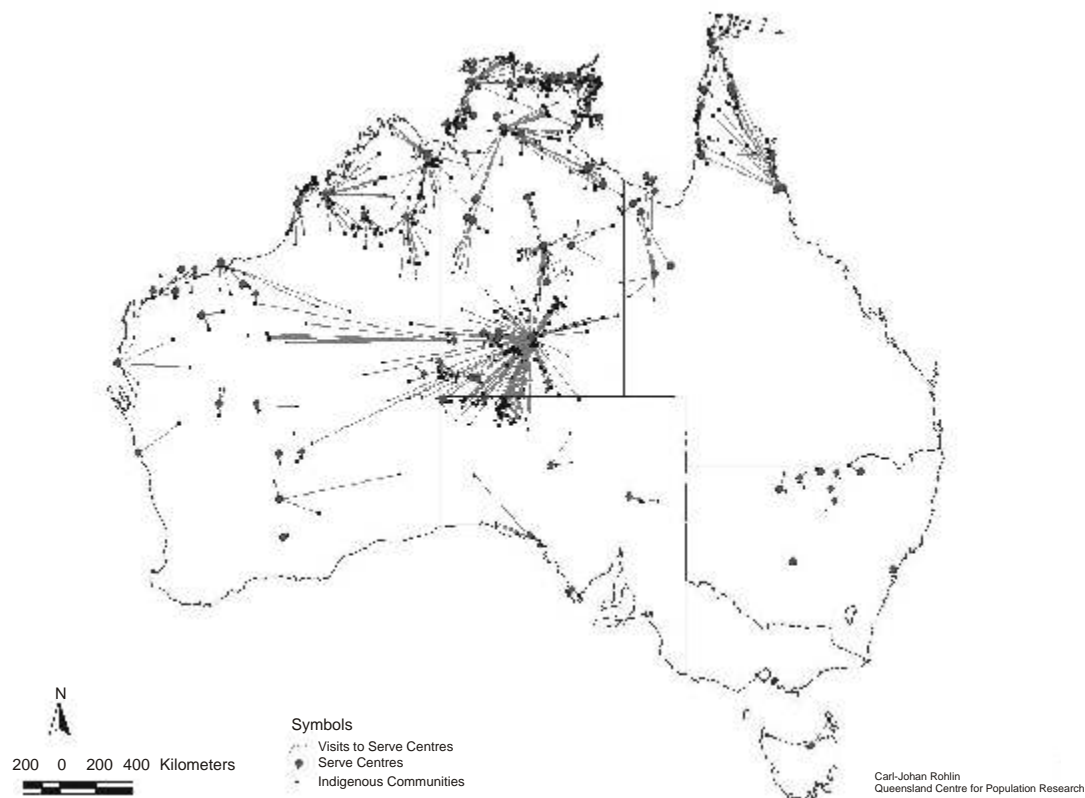 N
200 0 200 400 Kilometers
Symbols
Visits to Serve Centres
Serve Centres
Indigenous Communities
Carl-Johan Rohlin
Queensland Centre for Population Research